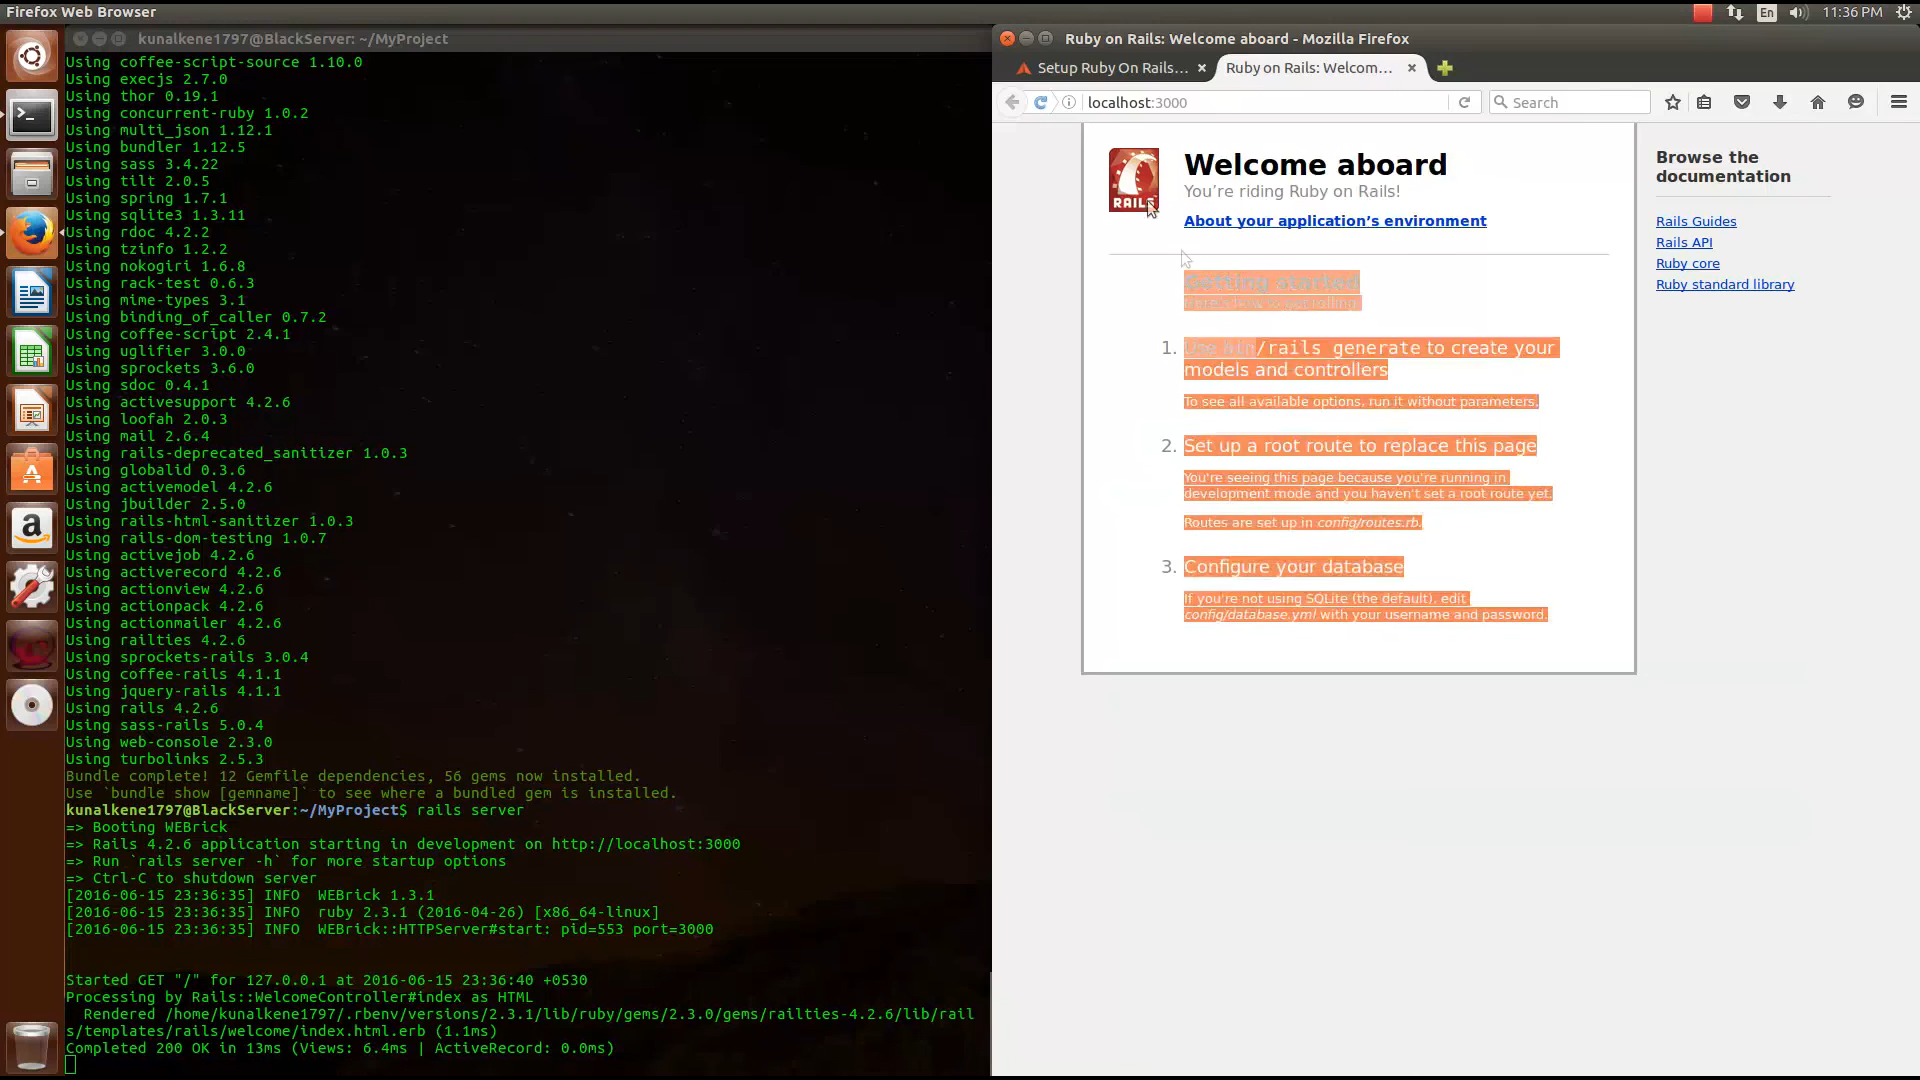 Firefox Web Browser
En
11:36 PM
kunalkene1797@BlackServer: ~/MyProject
Using coffee-script-source 1.10.0
Using execjs 2.7.0
Using thor 0.19.1
Using concurrent-ruby 1.0.2
Using multi_json 1.12.1
Using bundler 1.12.5
Using sass 3.4.22
Using tilt 2.0.5
Using spring 1.7.1
Using sqlite3 1.3.11
Using rdoc 4.2.2
Using tzinfo 1.2.2
Using nokogiri 1.6.8
Using rack-test 0.6.3
Using mime-types 3.1
Using binding_of_caller 0.7.2
Using coffee-script 2.4.1
Using uglifier 3.0.0
Using sprockets 3.6.0
Using sdoc 0.4.1
Using activesupport 4.2.6
Using loofah 2.0.3
Using mail 2.6.4
Using rails-deprecated_sanitizer 1.0.3
Using globalid 0.3.6
Using activemodel 4.2.6
Using jbuilder 2.5.0
Using rails-html-sanitizer 1.0.3
Using rails-dom-testing 1.0.7
Using activejob 4.2.6
Using activerecord 4.2.6
Using actionview 4.2.6
Using actionpack 4.2.6
Using actionmailer 4.2.6
Using railties 4.2.6
Using sprockets-rails 3.0.4
Using coffee-rails 4.1.1
Using jquery-rails 4.1.1
Using rails 4.2.6
Using sass-rails 5.0.4
Using web-console 2.3.0
Using turbolinks 2.5.3
Bundle complete! 12 Gemfile dependencies, 56 gems now installed.
Use `bundle show [gemname]` to see where a bundled gem is installed.
kunalkene1797@BlackServer:~/MyProject$ rails server
=> Booting WEBrick
=> Rails 4.2.6 application starting in development on http://localhost:3000
=> Run `rails server -h` for more startup options
=> Ctrl-C to shutdown server
[2016-06-15 23:36:35] INFO  WEBrick 1.3.1
[2016-06-15 23:36:35] INFO  ruby 2.3.1 (2016-04-26) [x86_64-linux]
[2016-06-15 23:36:35] INFO  WEBrick::HTTPServer#start: pid=553 port=3000
Started GET "/" for 127.0.0.1 at 2016-06-15 23:36:40 +0530
Processing by Rails::WelcomeController#index as HTML
Rendered /home/kunalkene1797/.rbenv/versions/2.3.1/lib/ruby/gems/2.3.0/gems/railties-4.2.6/lib/rail
s/templates/rails/welcome/index.html.erb (1.1ms)
Completed 200 OK in 13ms (Views: 6.4ms | ActiveRecord: 0.0ms)
Ruby on Rails: Welcome aboard - Mozilla Firefox
Setup Ruby On Rails...
Ruby on Rails: Welcom...
localhost:3000
Search
RAILS
Welcome aboard
You’re riding Ruby on Rails!
About your application’s environment
Getting started
Here’s how to get rolling:
1. Use bin/rails generate to create your
models and controllers
To see all available options, run it without parameters.
2. Set up a root route to replace this page
You're seeing this page because you're running in
development mode and you haven't set a root route yet.
Routes are set up in config/routes.rb.
3. Configure your database
If you're not using SQLite (the default), edit
config/database.yml with your username and password.
Browse the
documentation
Rails Guides
Rails API
Ruby core
Ruby standard library